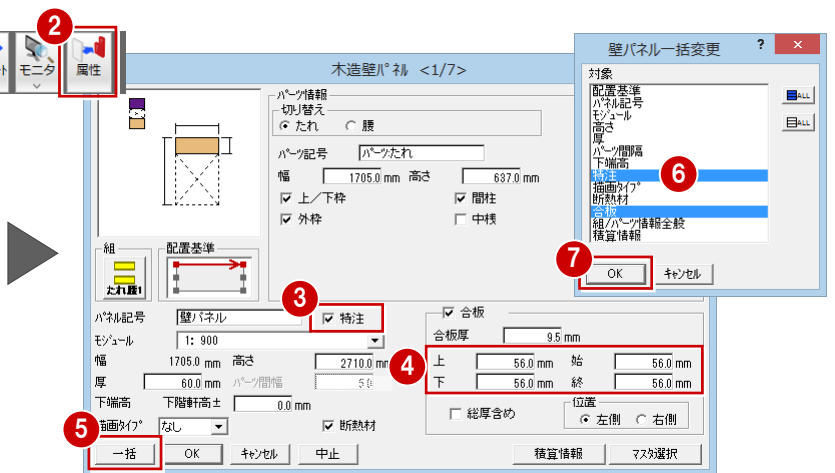 2
ト モニタ 属性
木造壁ﾊﾟﾈﾙ <1/7>
パーツ情報
切り替え
たれ 腰
パーツ記号 パーツたれ
幅 1705.0 mm 高さ 637.0 mm
上／下枠 間柱
外枠 中桟
組 配置基準
たれ腰1
3
パネル記号 壁パネル 特注
モジュール 1: 900
幅 1705.0 mm 高さ 2710.0 mm
厚 60.0 mm パーツ間幅 5.0
下端高 下階軒高± 0.0 mm
描画ﾀｲﾌﾟ なし 断熱材
5
一括 OK ｷｬﾝｾﾙ 中止 積算情報 ﾏｽﾀ選択
合板
合板厚 9.5 mm
4
上 56.0 mm 始 56.0 mm
下 56.0 mm 終 56.0 mm
総厚含め 位置
左側 右側
壁パネル一括変更 ? ×
対象
配置基準
パネル記号
モジュール
高さ
厚
パーツ間隔
下端高
特注
描画ﾀｲﾌﾟ
断熱材
合板
組/パーツ情報全般
積算情報
ALL
ALL
6
7
OK ｷｬﾝｾﾙ